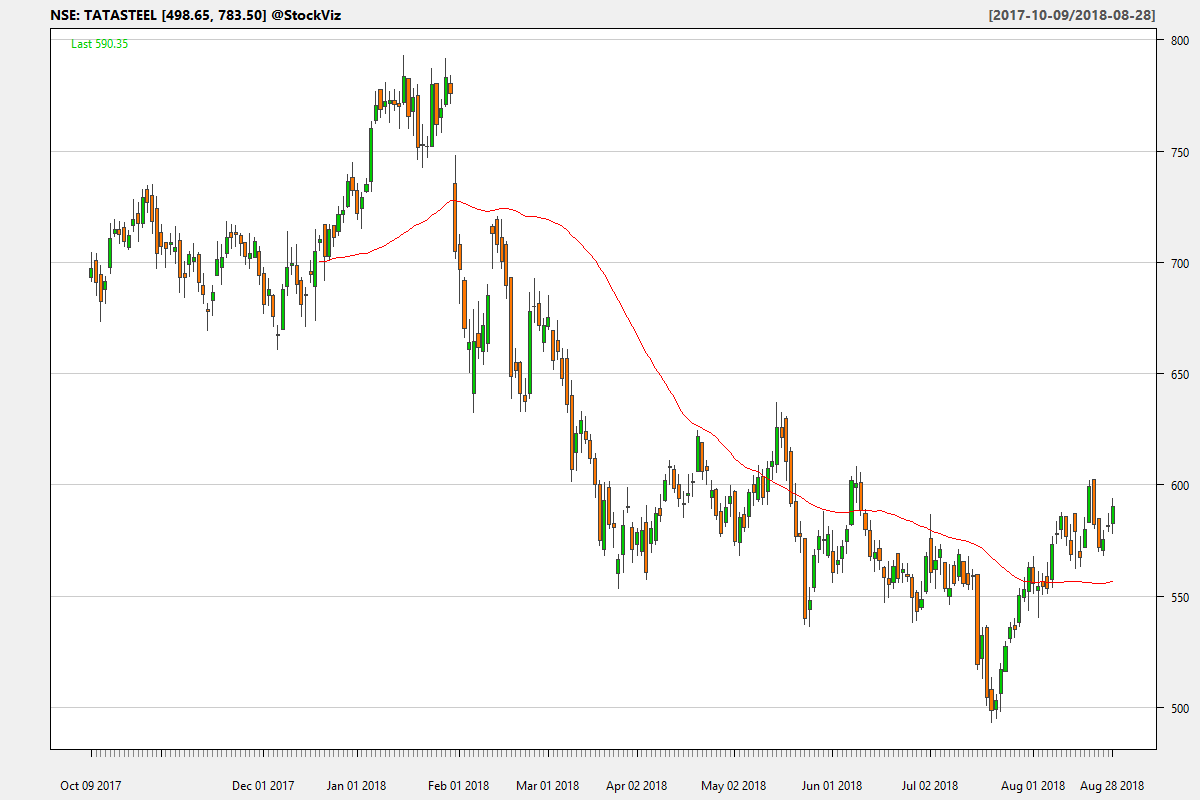 NSE: TATASTEEL [498.65, 783.50] @StockViz
[2017-10-09/2018-08-28]
Last 590.35
800
750
700
650
600
550
500
Oct 09 2017 Dec 01 2017 Jan 01 2018 Feb 01 2018 Mar 01 2018 Apr 02 2018 May 02 2018 Jun 01 2018 Jul 02 2018 Aug 01 2018 Aug 28 2018